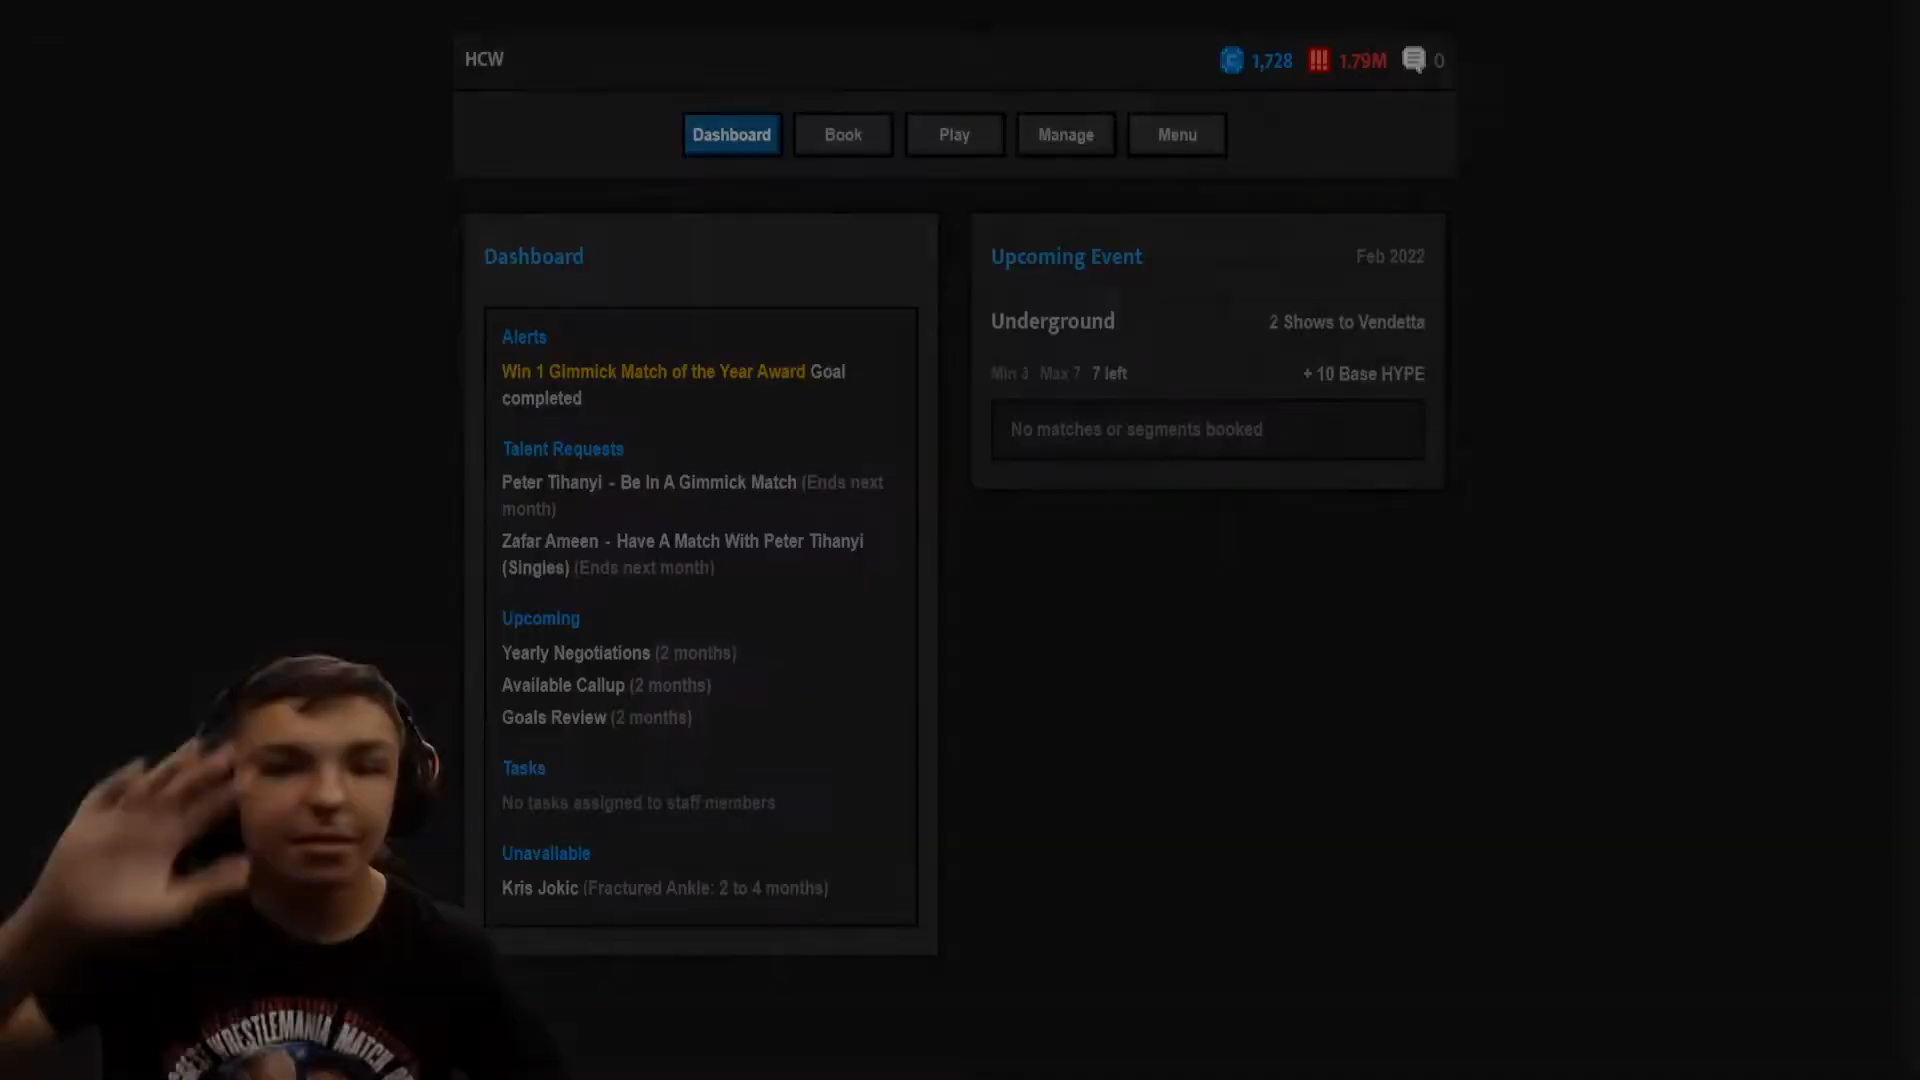 HCW
1,728
1.79M
0
Dashboard
Book
Play
Manage
Menu
Dashboard
Alerts
Win 1 Gimmick Match of the Year Award Goal
completed
Talent Requests
Peter Tihanyi - Be In A Gimmick Match (Ends next
month)
Zafar Ameen - Have A Match With Peter Tihanyi
(Singles) (Ends next month)
Upcoming
Yearly Negotiations (2 months)
Available Callup (2 months)
Goals Review (2 months)
Tasks
No tasks assigned to staff members
Unavailable
Kris Jokic (Fractured Ankle: 2 to 4 months)
Upcoming Event
Feb 2022
Underground
2 Shows to Vendetta
Min 3 Max 7 7 left
+ 10 Base HYPE
No matches or segments booked
WRESTLEMANIA MATCH